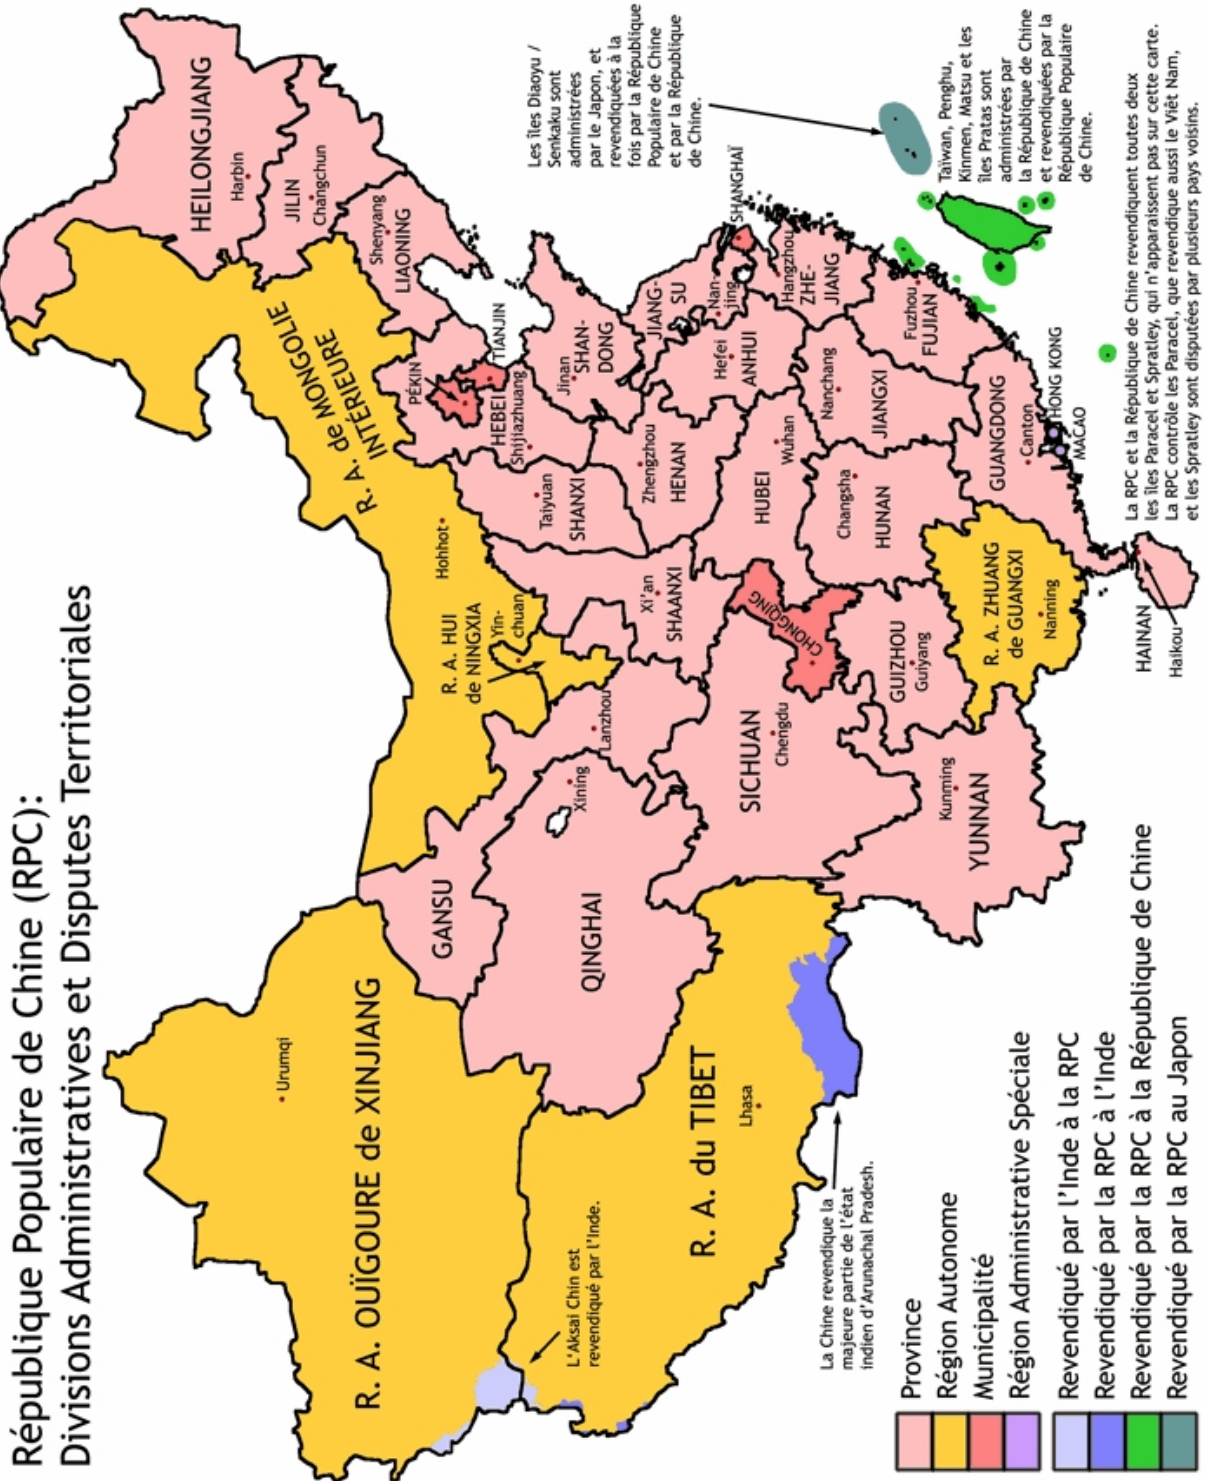 République Populaire de Chine (RPC):
Divisions Administratives et Disputes Territoriales
HEILONGJIANG
Harbin
JILIN
Changchun
Shenyang
LIAONING
R. A. de MONGOLIE
INTÉRIEURE
Hohhot
PÉKIN
TIANJIN
HEBEI
Shijiazhuang
Taiyuan
SHANXI
Jinan
SHAN-
DONG
Zhengzhou
HENAN
JIANG-
SU
Nan-
jing
SHANGHAÏ
Hefei
ANHUI
Hangzhou
ZHE-
JIANG
R. A. HUI
de NINGXIA
Yin-
chuan
Xi'an
SHAANXI
Lanzhou
GANSU
Xining
QINGHAI
Urumqi
R. A. OUÏGOURE de XINJIANG
R. A. du TIBET
Lhasa
SICHUAN
Chengdu
CHONGQING
HUBEI
Wuhan
Changsha
HUNAN
Nanchang
JIANGXI
Fuzhou
FUJIAN
GUANGDONG
Canton
HONG KONG
MACAO
R. A. ZHUANG
de GUANGXI
Nanning
GUIZHOU
Guiyang
Kunming
YUNNAN
HAINAN
Haikou
Les îles Diaoyu /
Senkaku sont
administrées
par le Japon, et
revendiquées à la
fois par la République
Populaire de Chine
et par la République
de Chine.
Taïwan, Penghu,
Kinmen, Matsu et les
îles Pratas sont
administrées par
la République de Chine
et revendiquées par la
République Populaire
de Chine.
La RPC et la République de Chine revendiquent toutes deux
les îles Paracel et Spratley, qui n'apparaissent pas sur cette carte.
La RPC contrôle les Paracel, que revendique aussi le Viêt Nam,
et les Spratley sont disputées par plusieurs pays voisins.
L'Aksai Chin est
revendiqué par l'Inde.
La Chine revendique la
majeure partie de l'état
indien d'Arunachal Pradesh.
Province
Région Autonome
Municipalité
Région Administrative Spéciale
Revendiqué par l'Inde à la RPC
Revendiqué par la RPC à l'Inde
Revendiqué par la RPC à la République de Chine
Revendiqué par la RPC au Japon